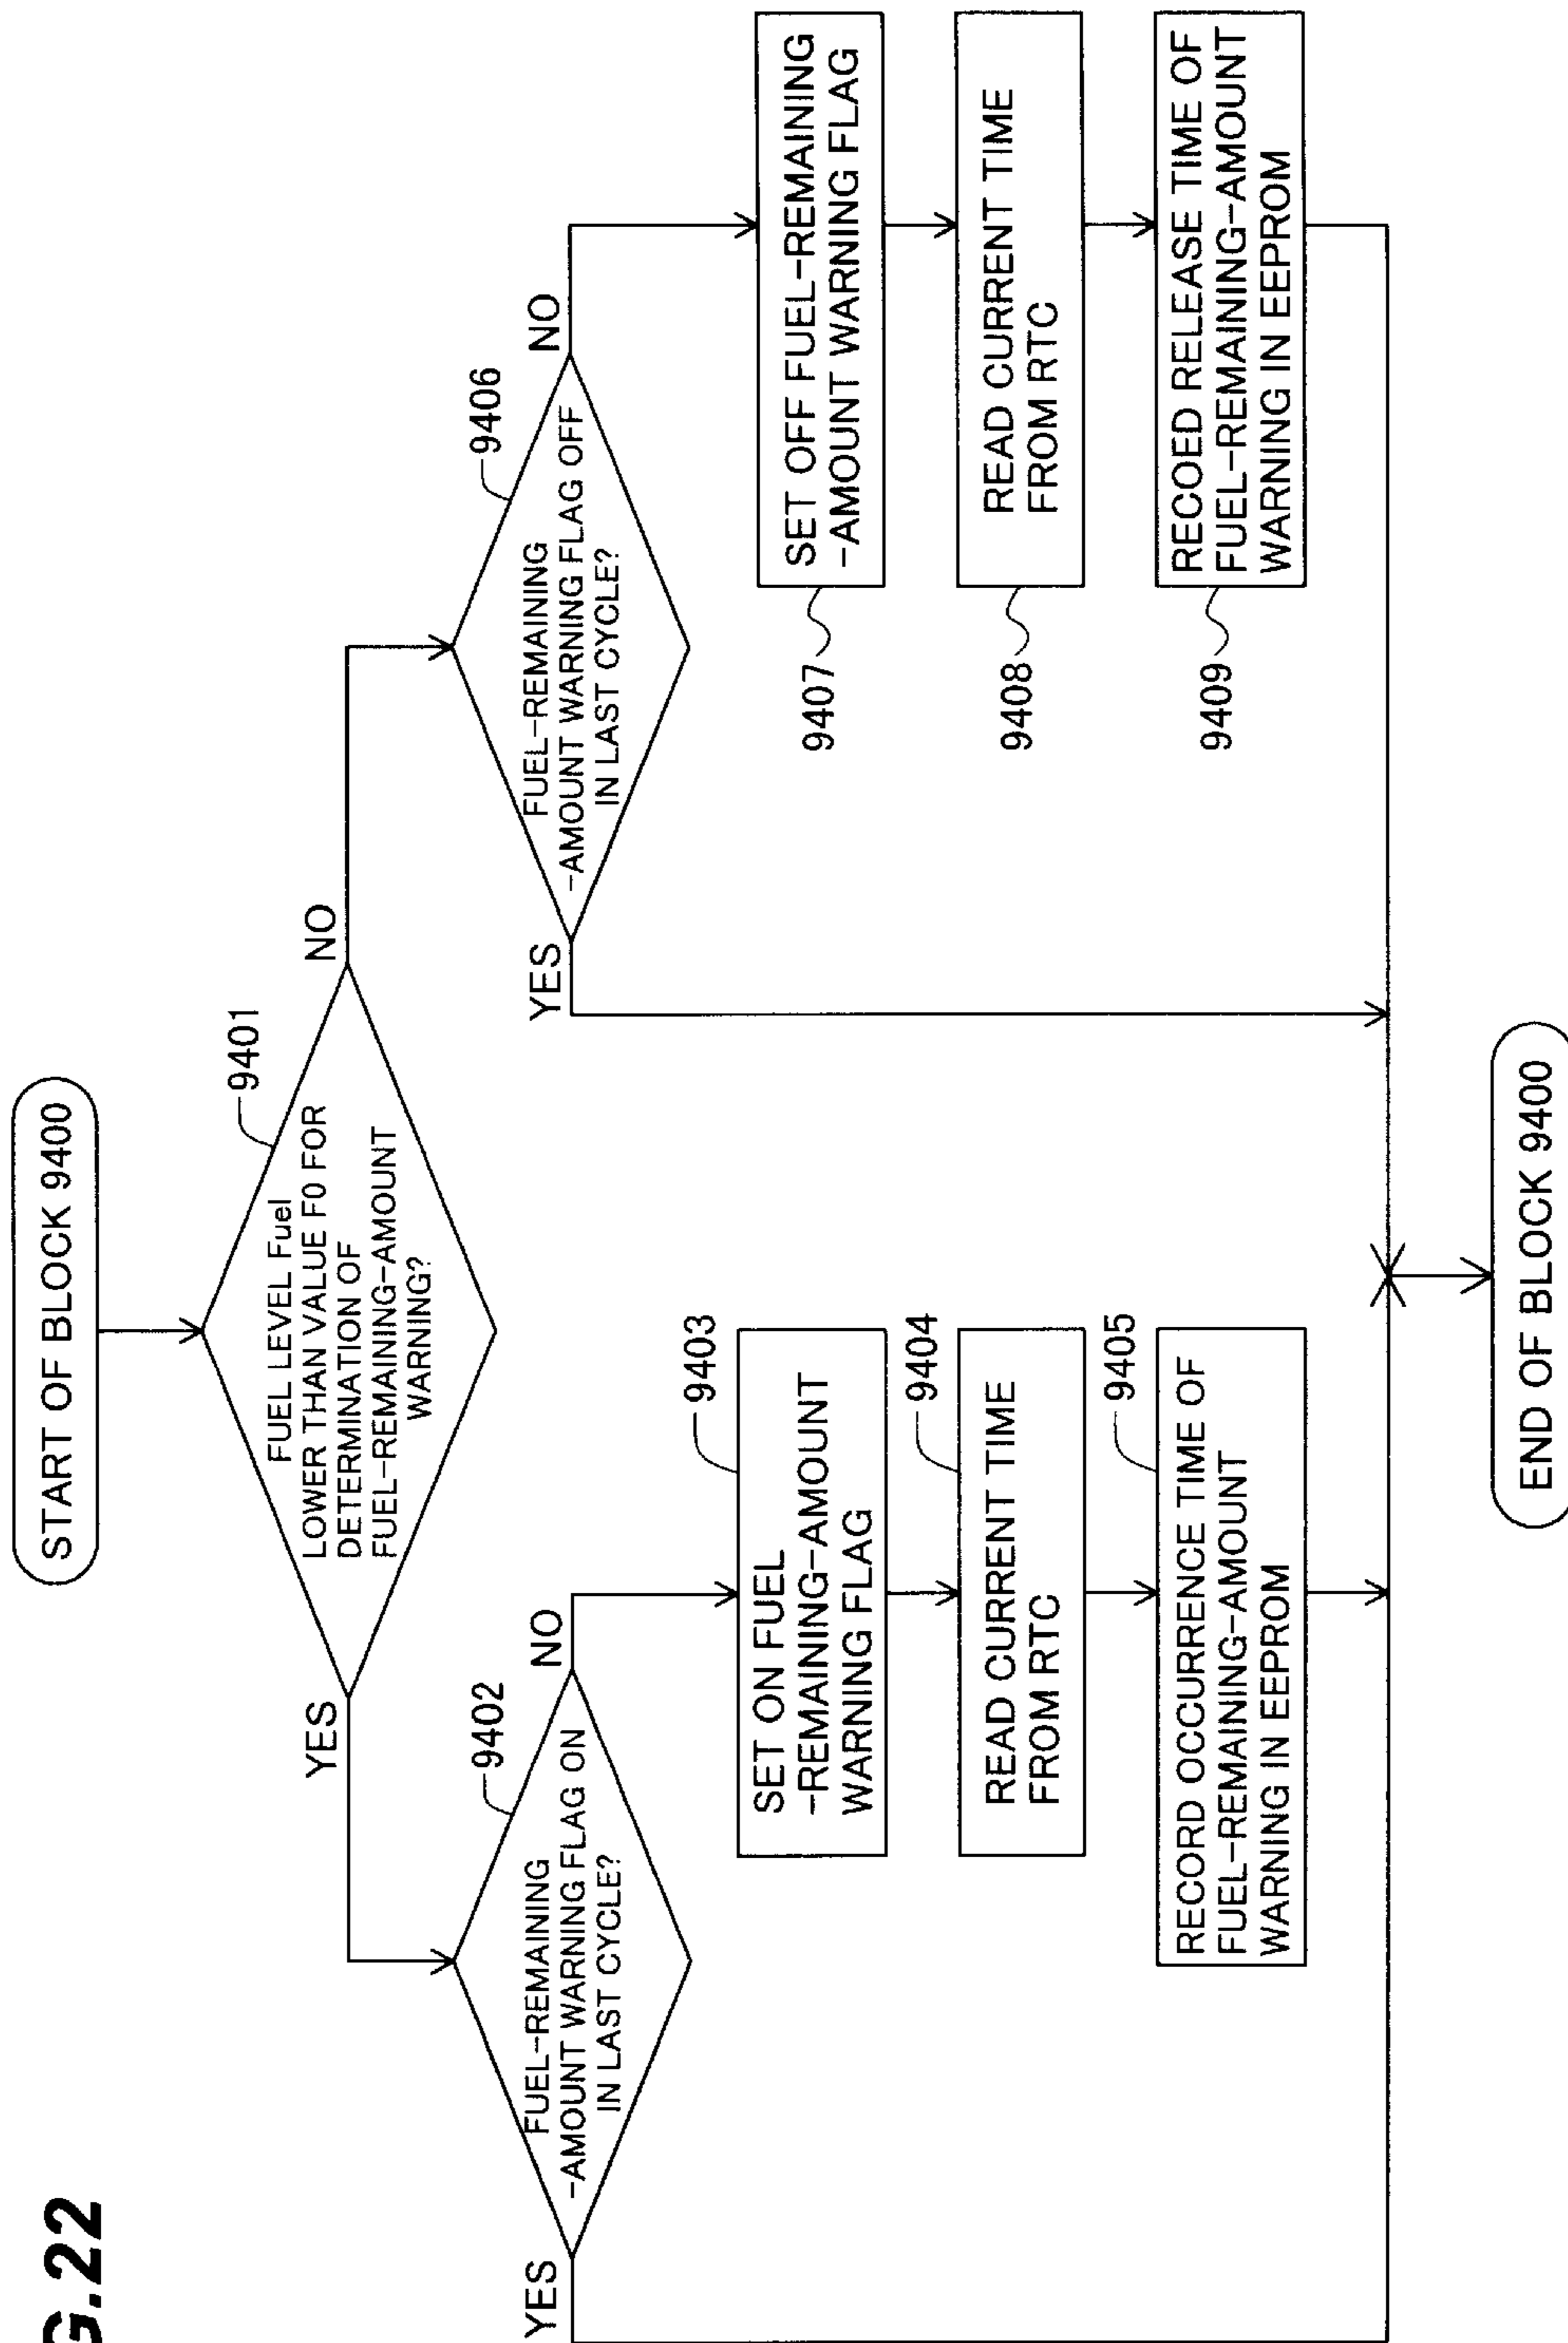 G.22
START OF BLOCK 9400
9401
FUEL LEVEL Fuel
LOWER THAN VALUE F0 FOR
DETERMINATION OF
FUEL-REMAINING-AMOUNT
WARNING?
YES
NO
9402
FUEL-REMAINING
-AMOUNT WARNING FLAG ON
IN LAST CYCLE?
YES
NO
9403
SET ON FUEL
-REMAINING-AMOUNT
WARNING FLAG
9404
READ CURRENT TIME
FROM RTC
9405
RECORD OCCURRENCE TIME OF
FUEL-REMAINING-AMOUNT
WARNING IN EEPROM
9406
FUEL-REMAINING
-AMOUNT WARNING FLAG OFF
IN LAST CYCLE?
YES
NO
9407
SET OFF FUEL-REMAINING
-AMOUNT WARNING FLAG
9408
READ CURRENT TIME
FROM RTC
9409
RECOED RELEASE TIME OF
FUEL-REMAINING-AMOUNT
WARNING IN EEPROM
END OF BLOCK 9400